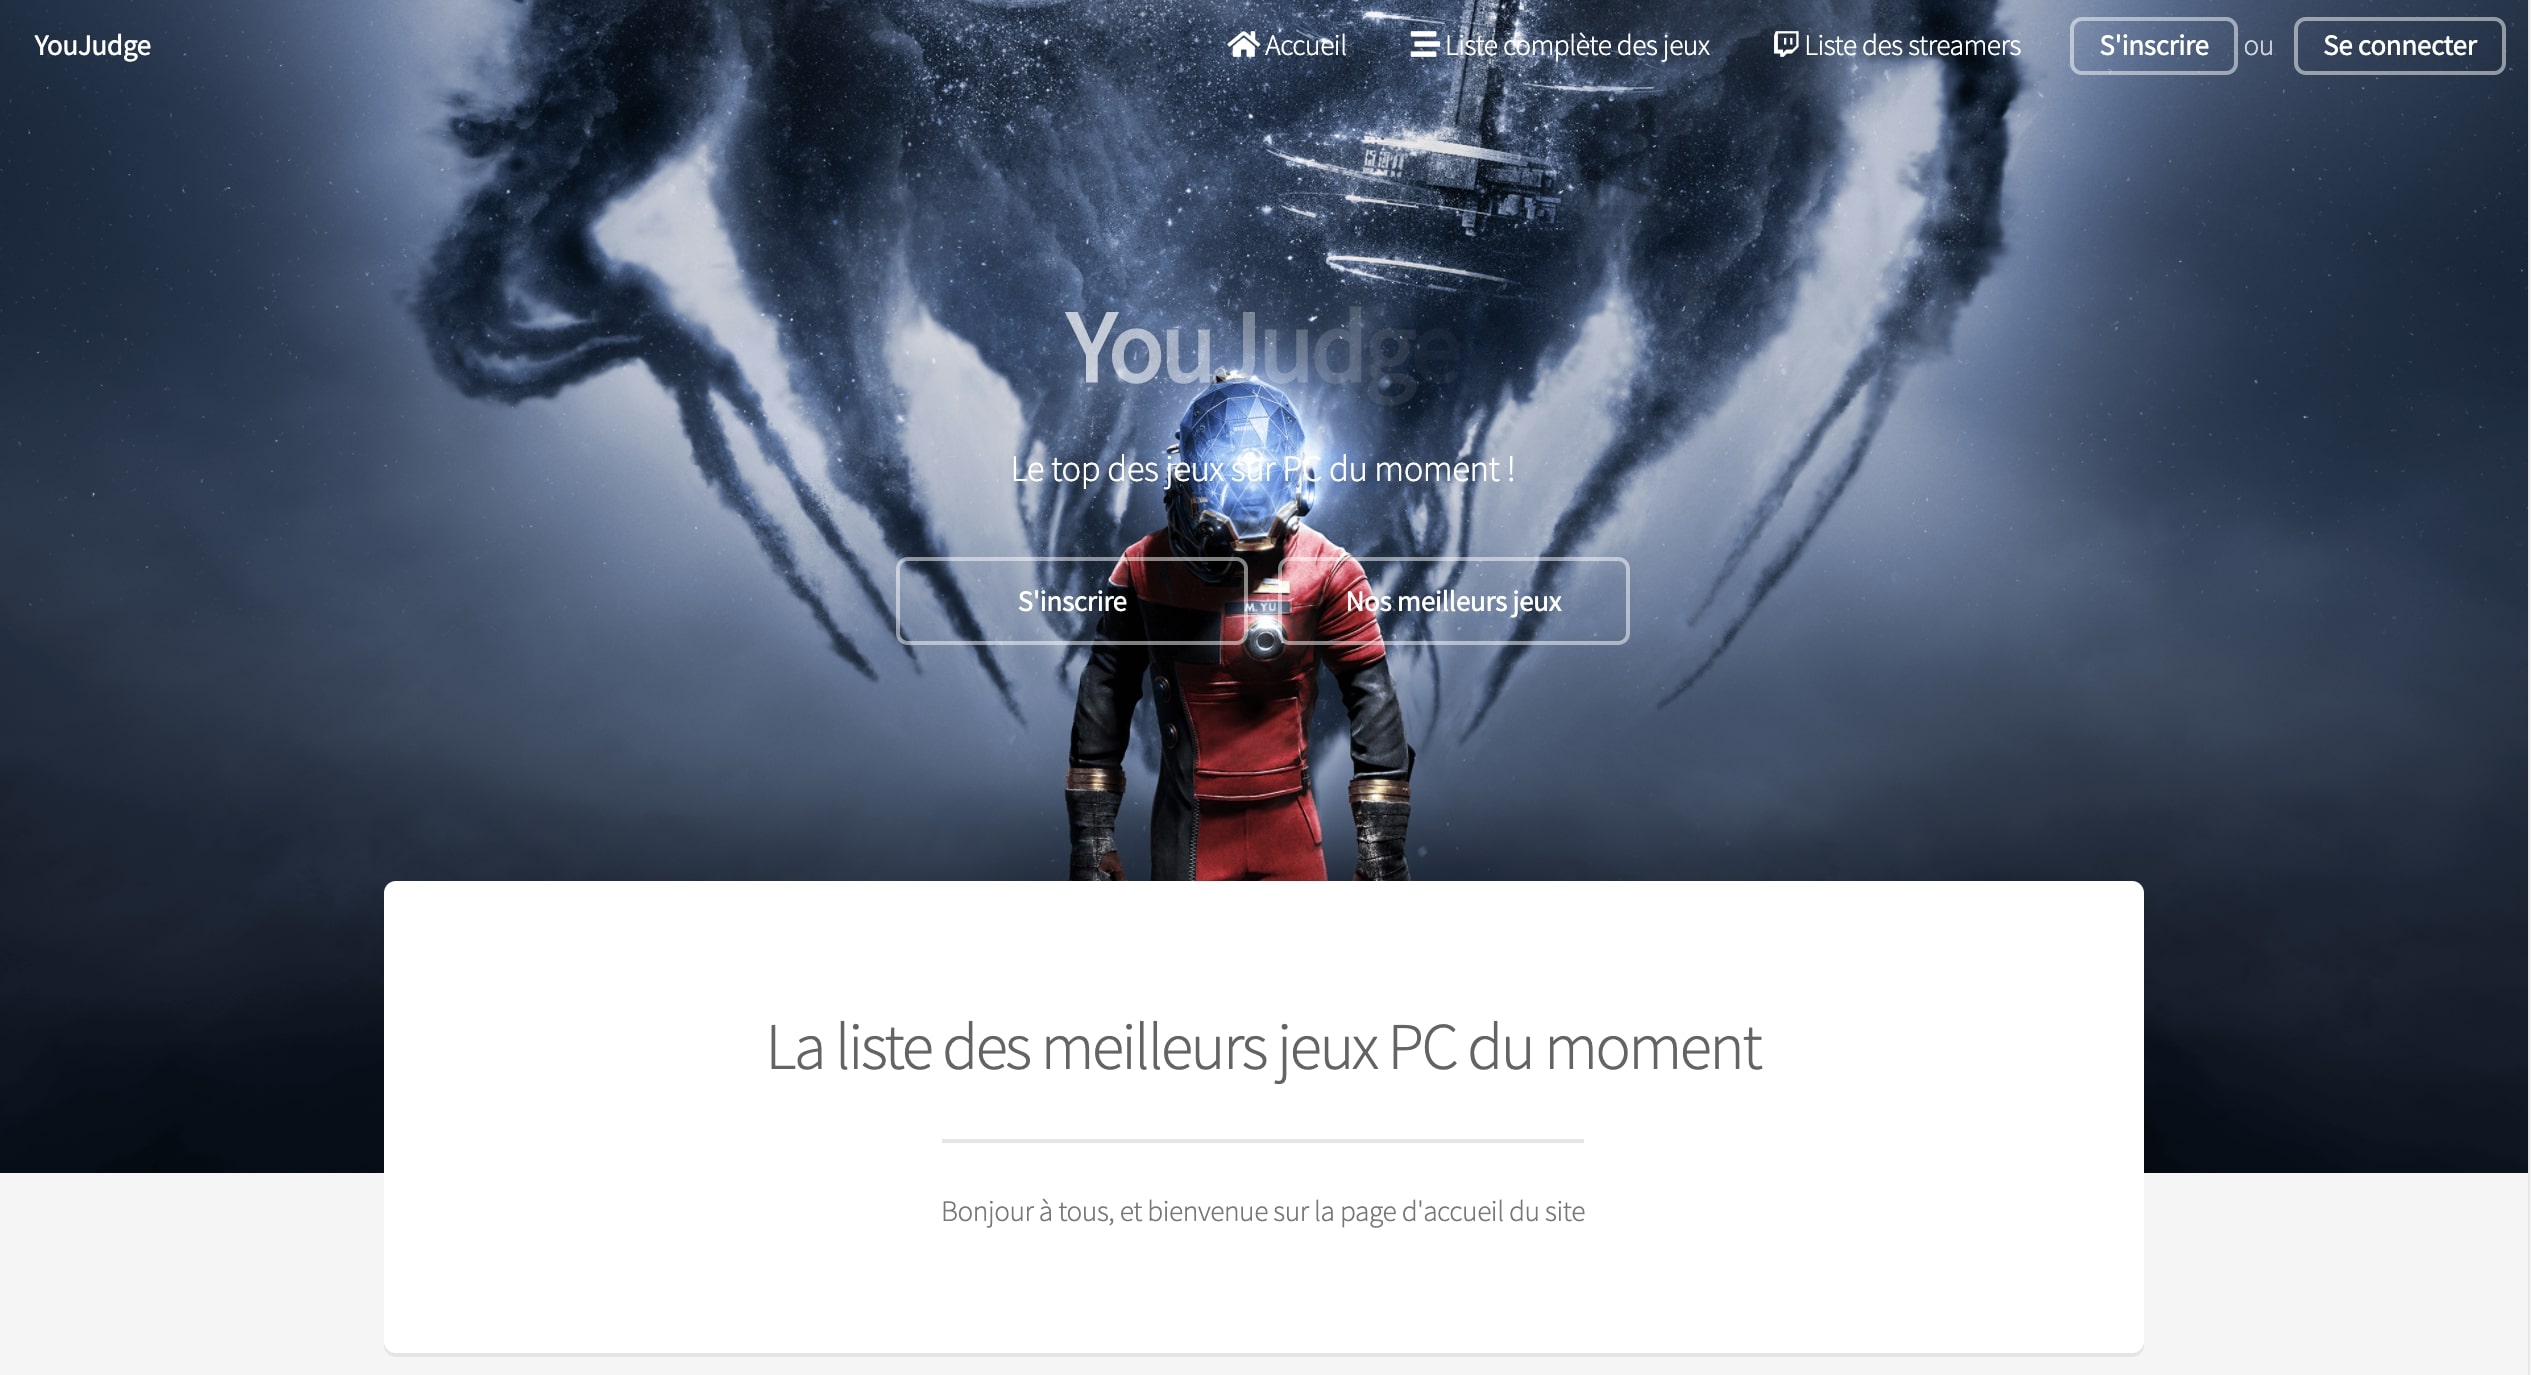 YouJudge
Accueil
Liste complète des jeux
Liste des streamers
S'inscrire
ou
Se connecter
YouJudge
Le top des jeux sur PC du moment !
S'inscrire
Nos meilleurs jeux
M. YU
La liste des meilleurs jeux PC du moment
Bonjour à tous, et bienvenue sur la page d'accueil du site